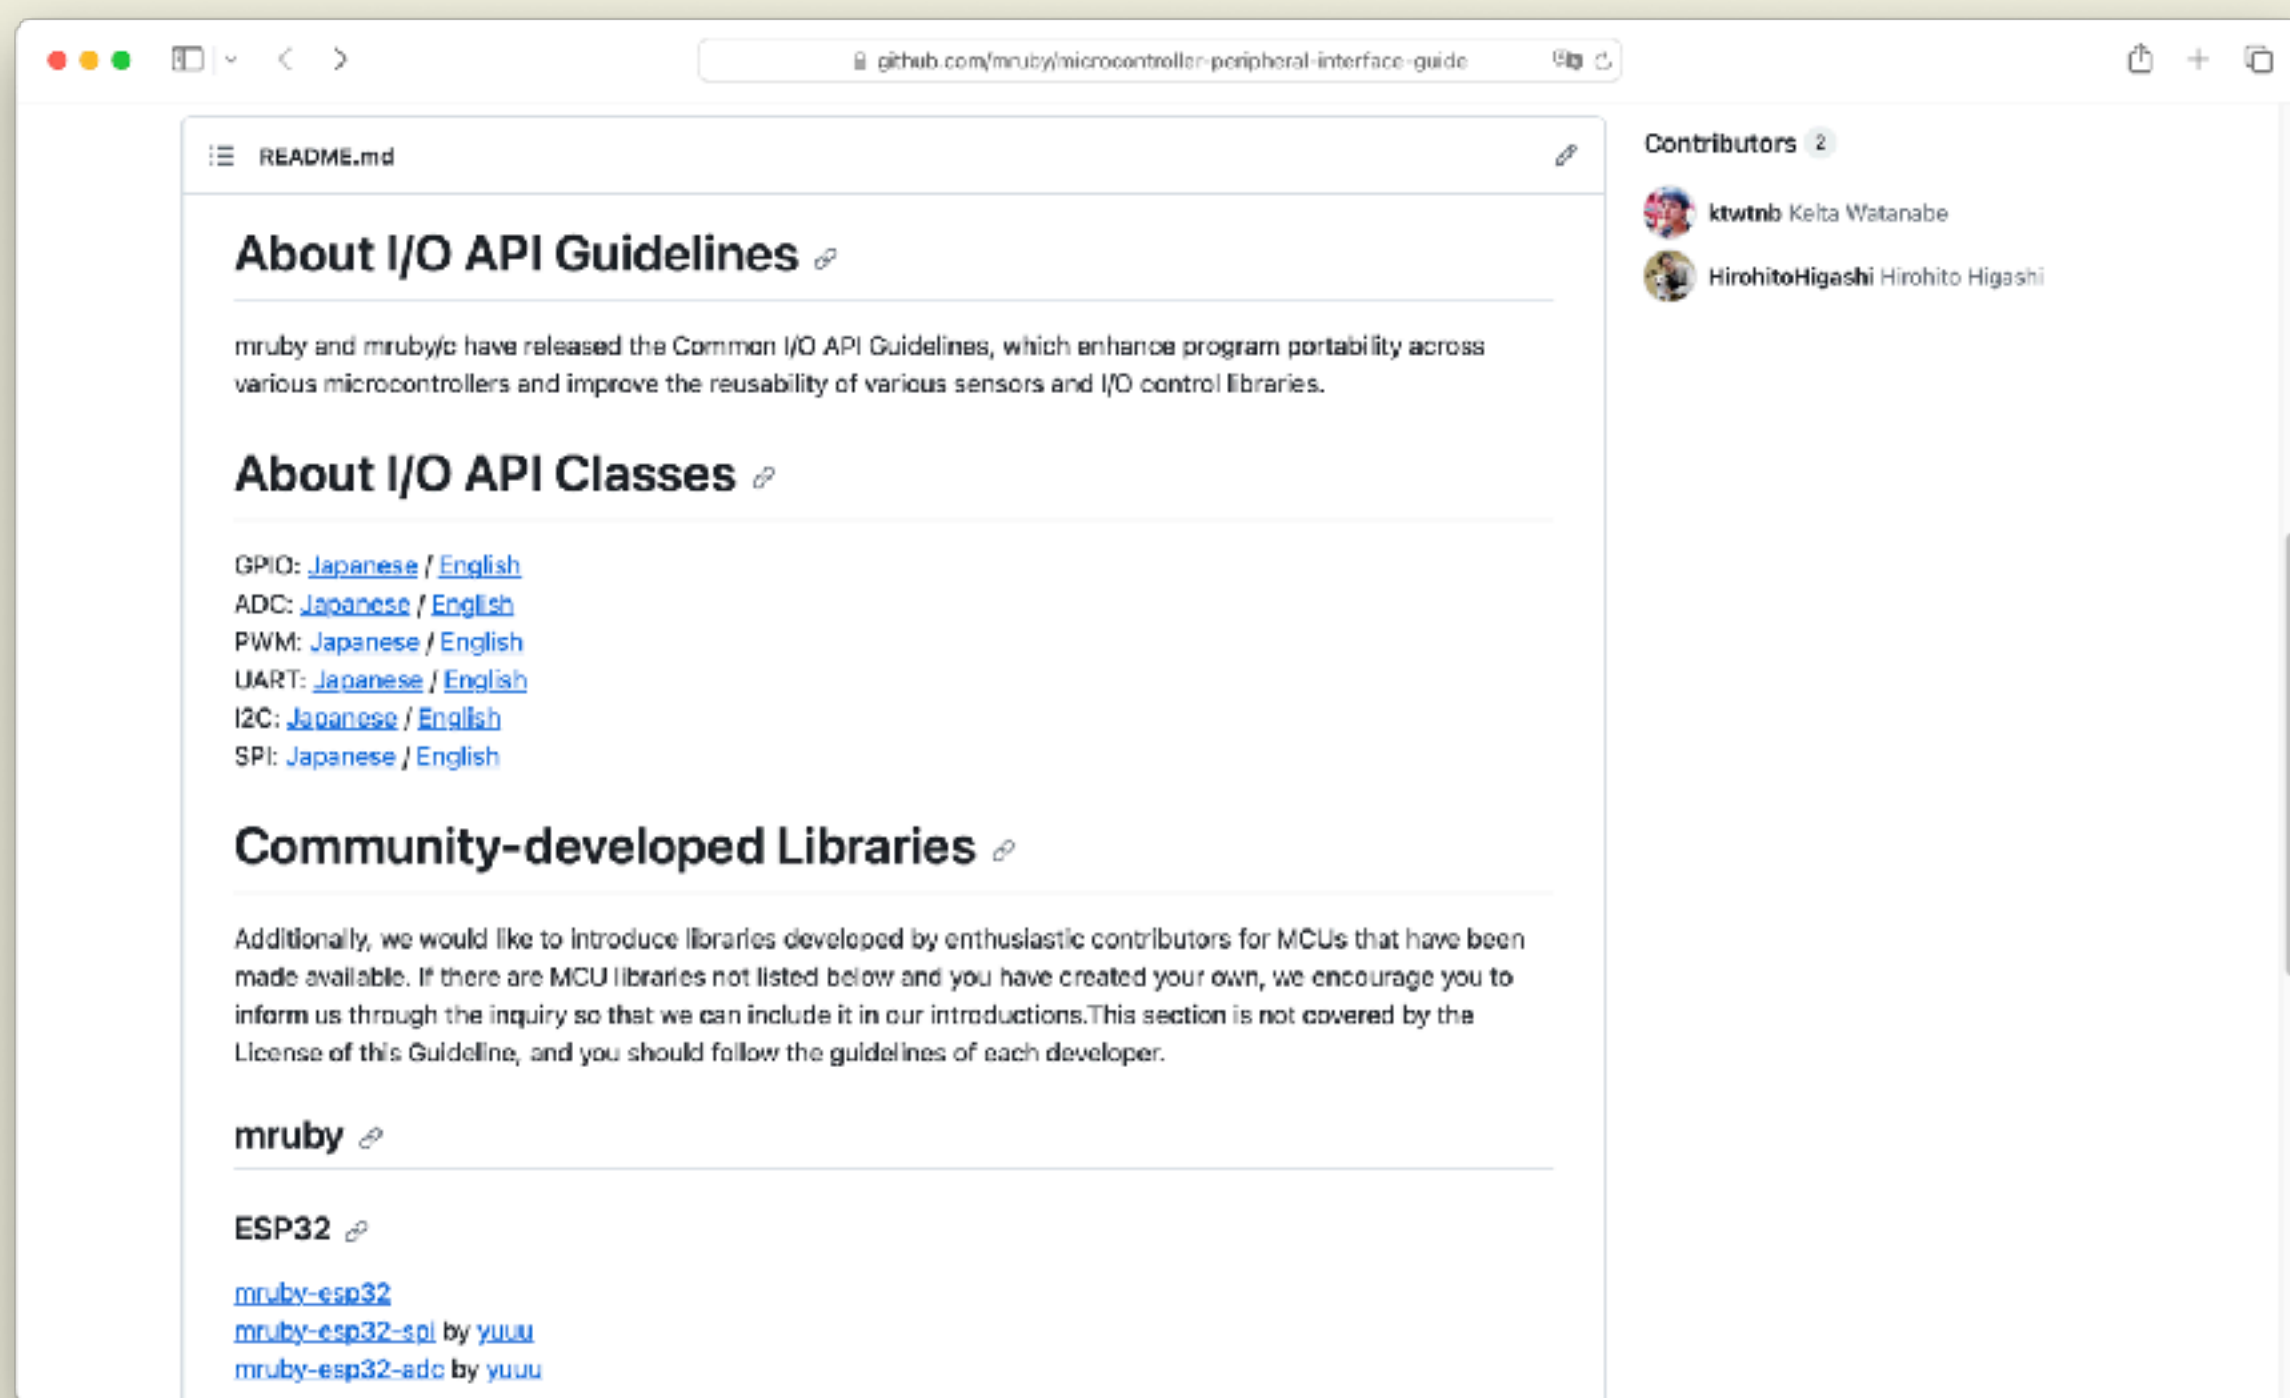 github.com/mruby/microcontroller-peripheral-interface-guide
README.md
About I/O API Guidelines
mruby and mruby/c have released the Common I/O API Guidelines, which enhance program portability across
various microcontrollers and improve the reusability of various sensors and I/O control libraries.
About I/O API Classes
GPIO: Japanese / English
ADC: Japanese / English
PWM: Japanese / English
UART: Japanese / English
I2C: Japanese / English
SPI: Japanese / English
Community-developed Libraries
Additionally, we would like to introduce libraries developed by enthusiastic contributors for MCUs that have been
made available. If there are MCU libraries not listed below and you have created your own, we encourage you to
inform us through the inquiry so that we can include it in our introductions.This section is not covered by the
License of this Guideline, and you should follow the guidelines of each developer.
mruby
ESP32
mruby-esp32
mruby-esp32-spi by yuuu
mruby-esp32-adc by yuuu
Contributors 2
ktwtnb Keita Watanabe
HirohitoHigashi Hirohito Higashi